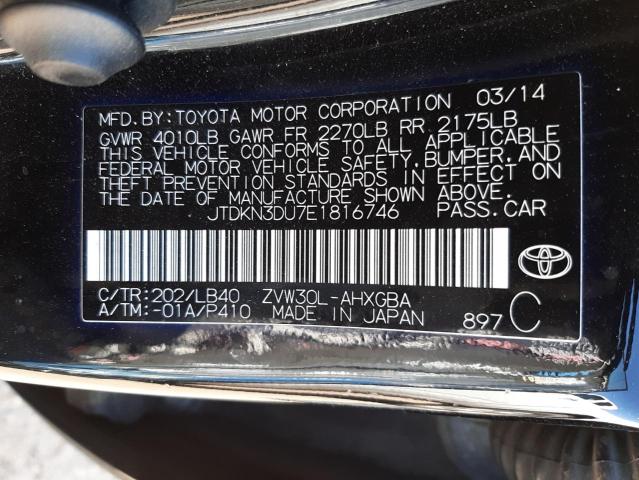 MFD.BY:TOYOTA MOTOR CORPORATION 03/14
GVWR 4010LB GAWR FR 2270LB RR 2175LB
THIS VEHICLE CONFORMS TO ALL APPLICABLE
FEDERAL MOTOR VEHICLE SAFETY,BUMPER,AND
THEFT PREVENTION STANDARDS IN EFFECT ON
THE DATE OF MANUFACTURE SHOWN ABOVE.
JTDKN3DU7E1816746 PASS.CAR
C/TR:202/LB40 ZVW30L-AHXGBA
A/TM:-01A/P410 MADE IN JAPAN 897 C